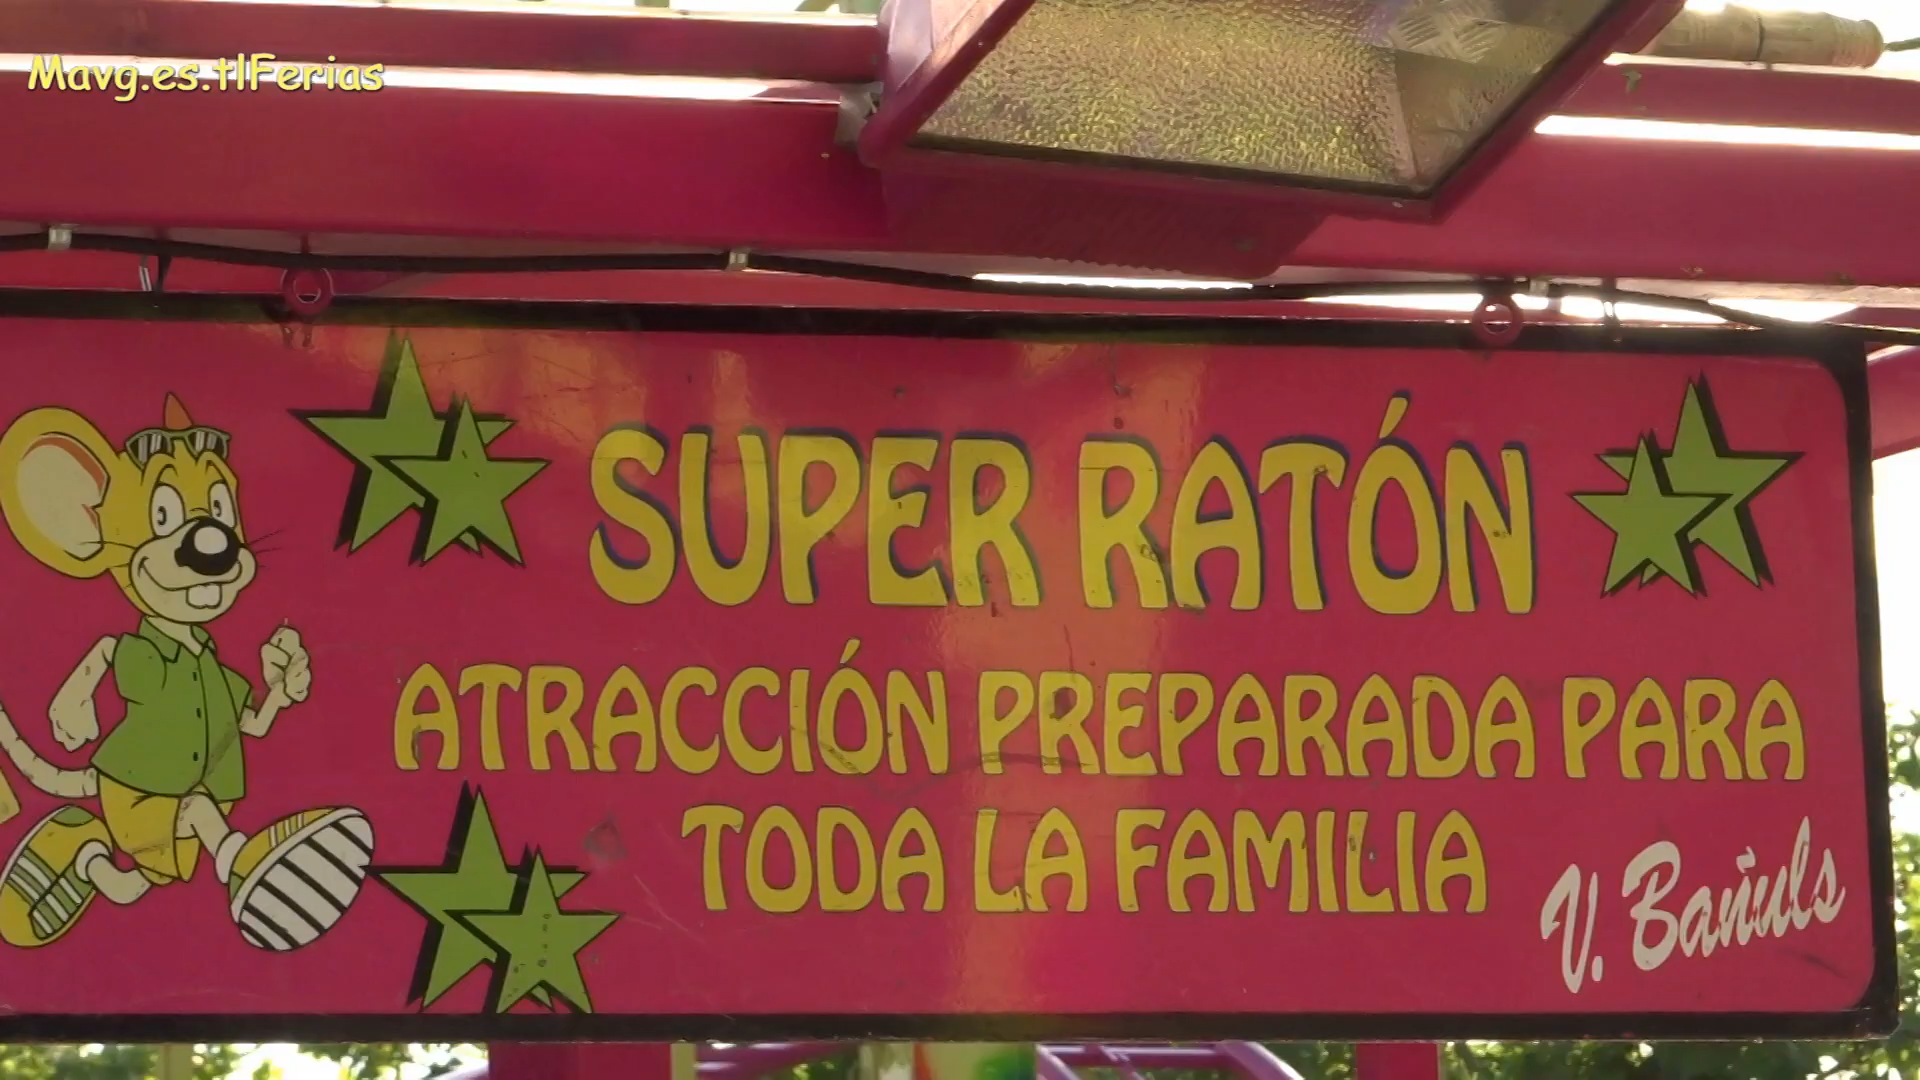 Mavg.es.tlFerias
SUPER RATÓN
ATRACCIÓN PREPARADA PARA
TODA LA FAMILIA
V. Bañuls